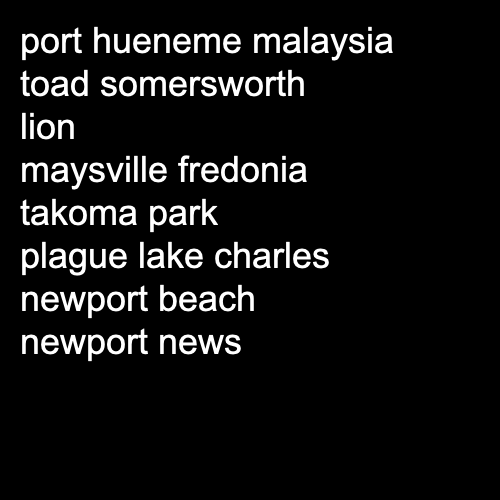 port hueneme malaysia
toad somersworth
lion
maysville fredonia
takoma park
plague lake charles
newport beach
newport news